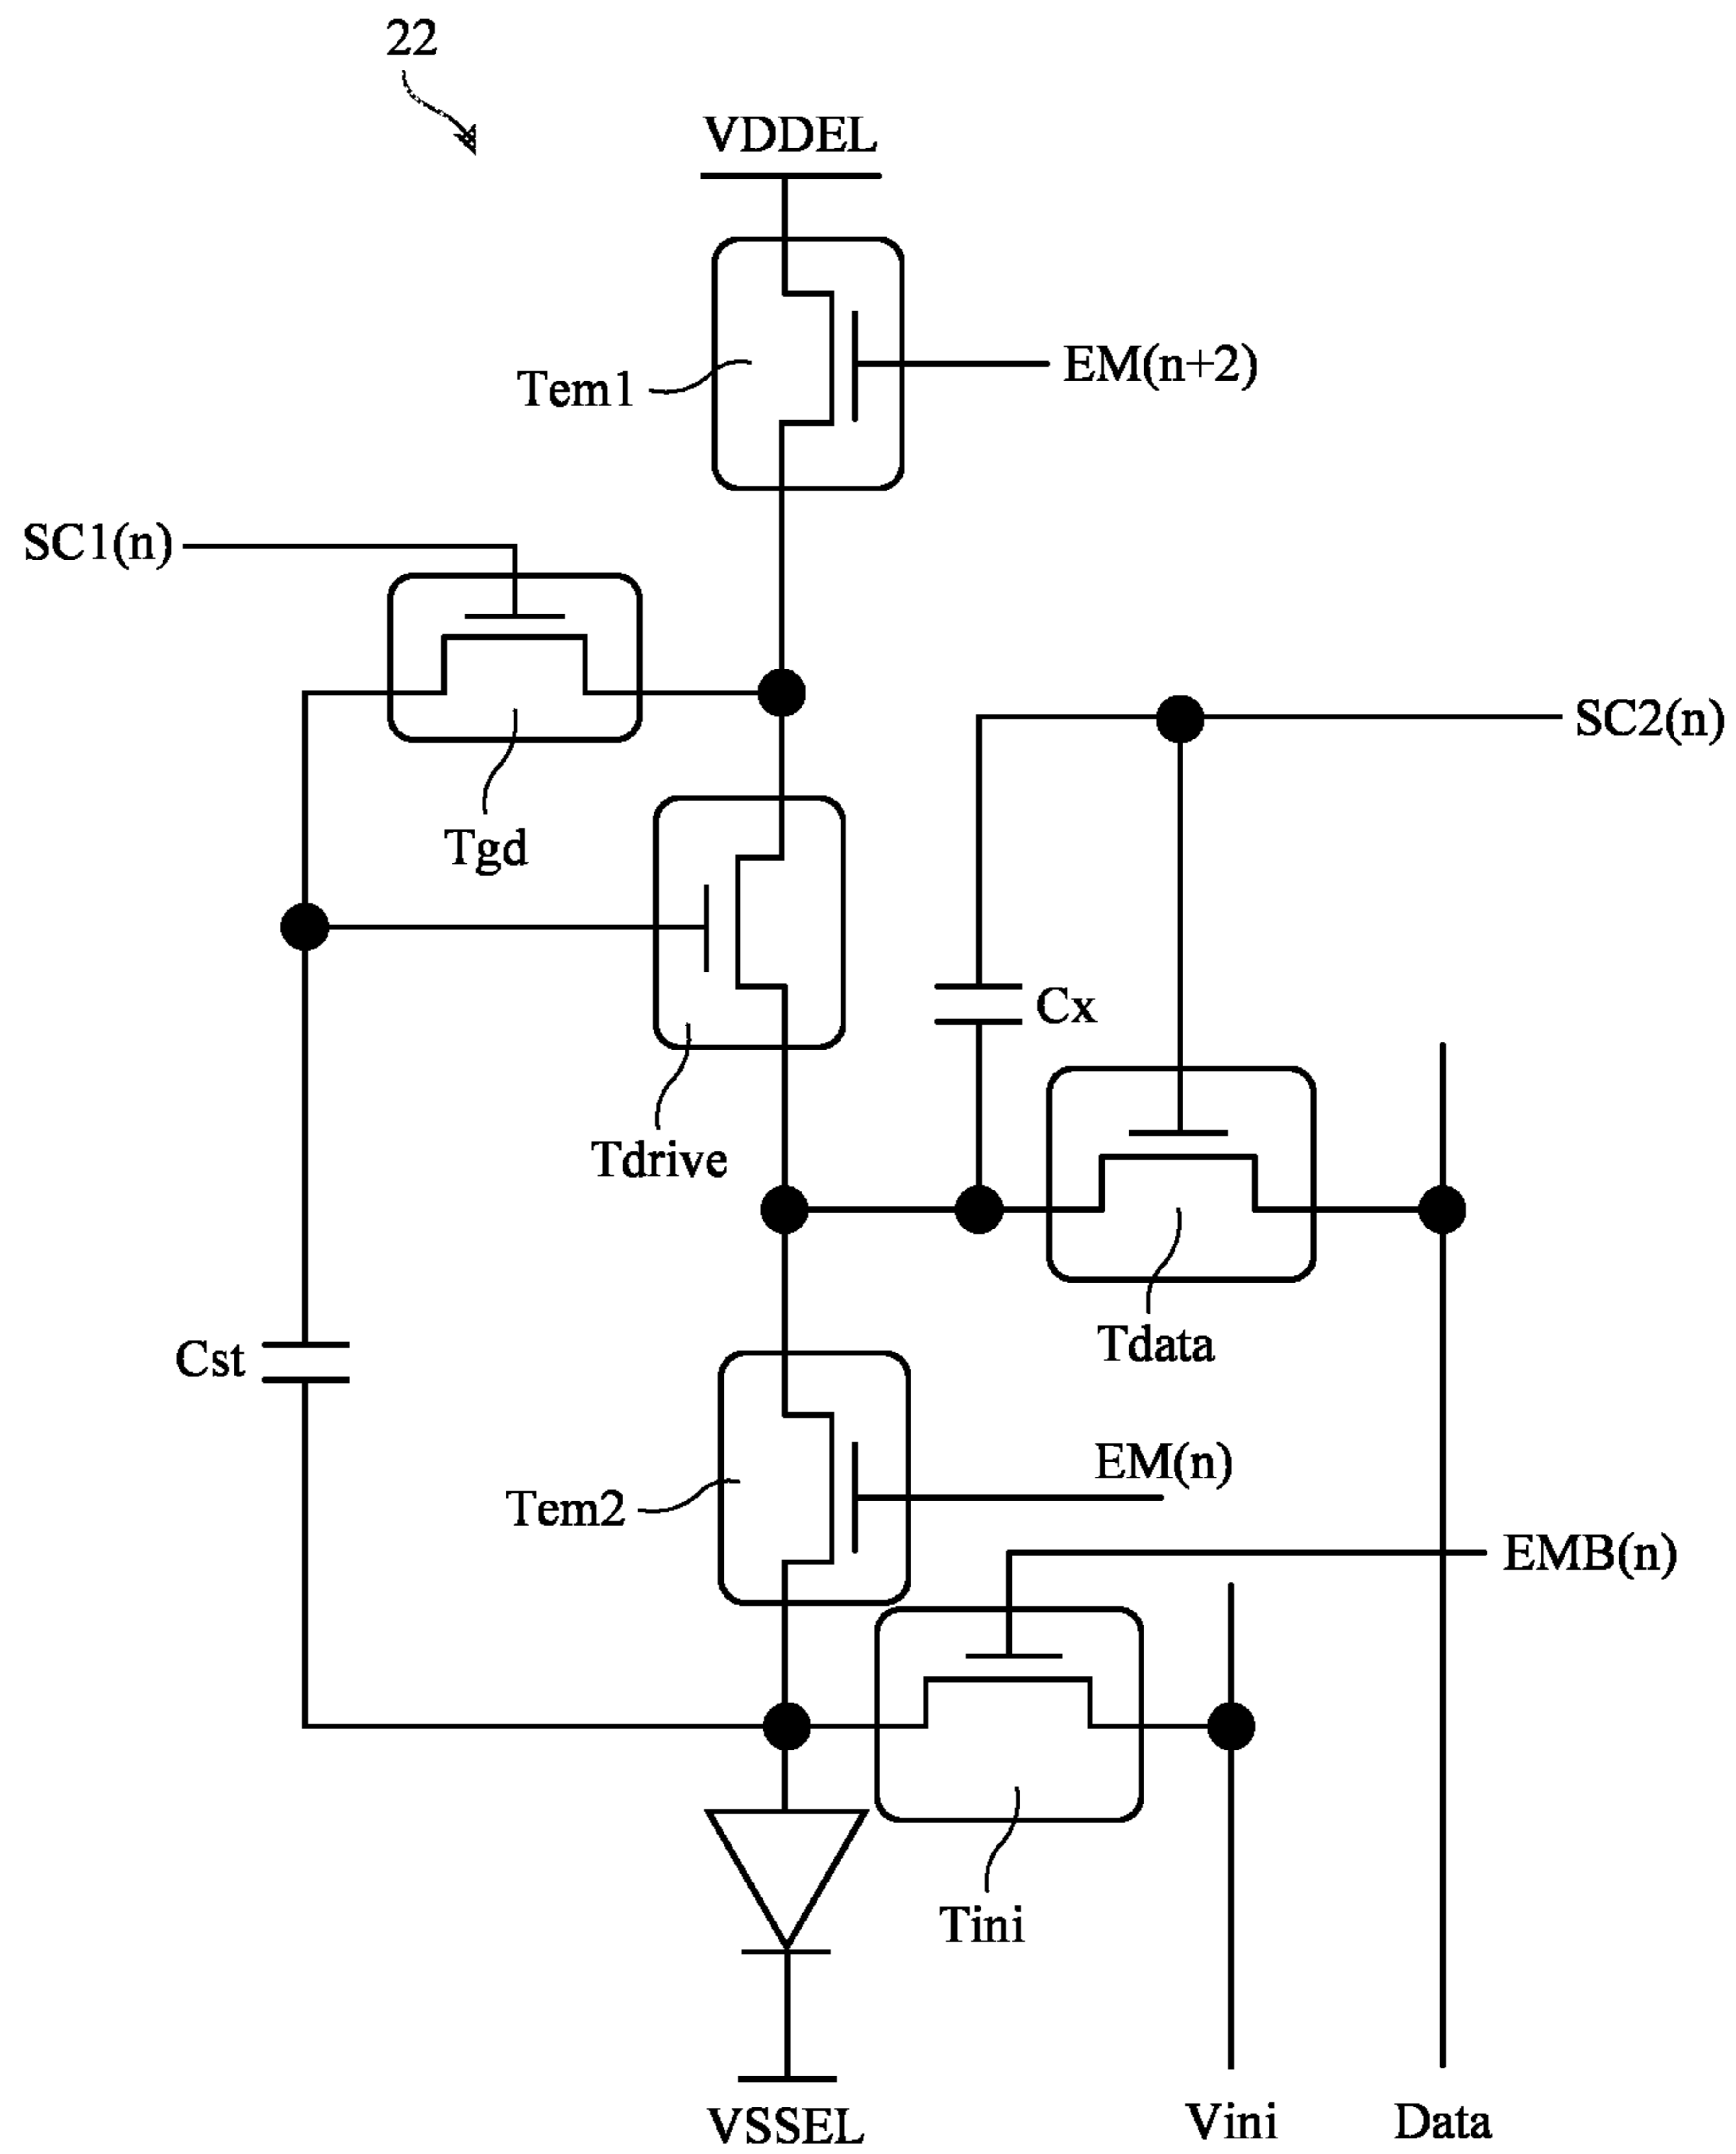 22
VDDEL
EM(n+2)
Tem1
SC1(n)
SC2(n)
Tgd
Cx
Tdrive
Tdata
Cst
EM(n)
Tem2
EMB(n)
Tini
VSSEL
Vini
Data